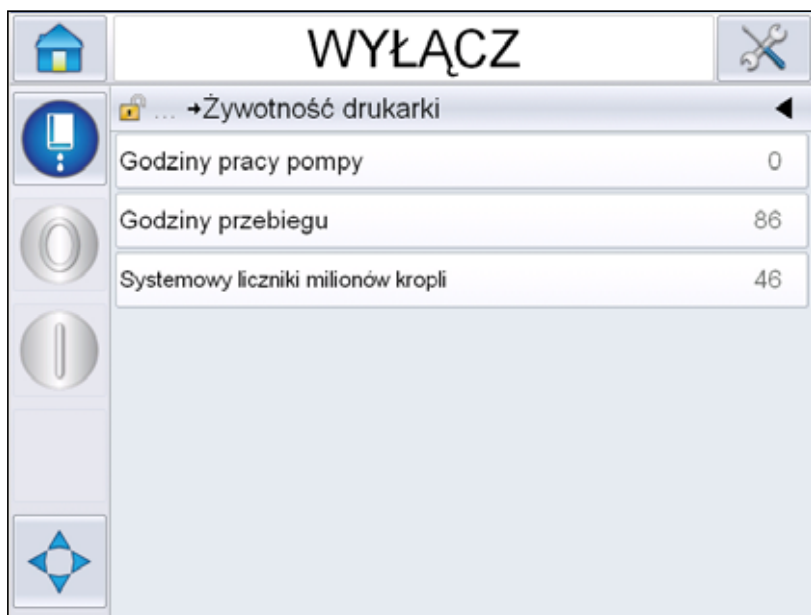 WYŁĄCZ
... →Żywotność drukarki
Godziny pracy pompy 0
Godziny przebiegu 86
Systemowy liczniki milionów kropli 46